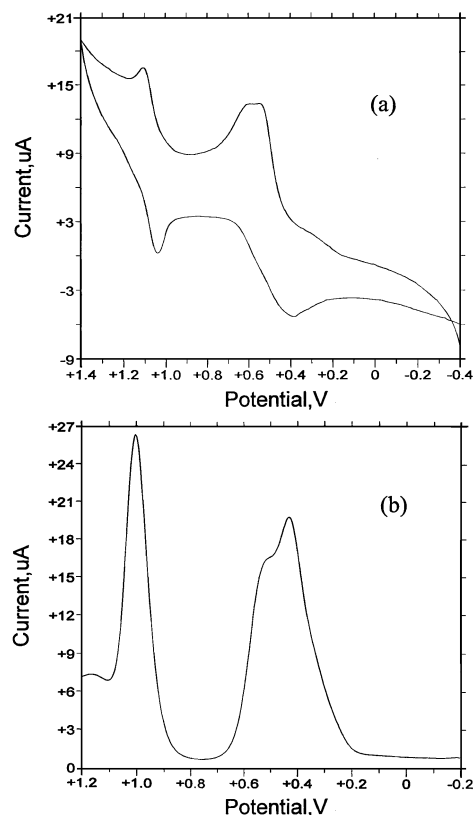 +21
+15
+9
+3
-3
-9
Current,uA
(a)
+1.4 +1.2 +1.0 +0.8 +0.6 +0.4 +0.2 0 -0.2 -0.4
Potential,V
+27
+24
+21
+18
+15
+12
+9
+6
+3
0
Current,uA
(b)
+1.2 +1.0 +0.8 +0.6 +0.4 +0.2 0 -0.2
Potential,V